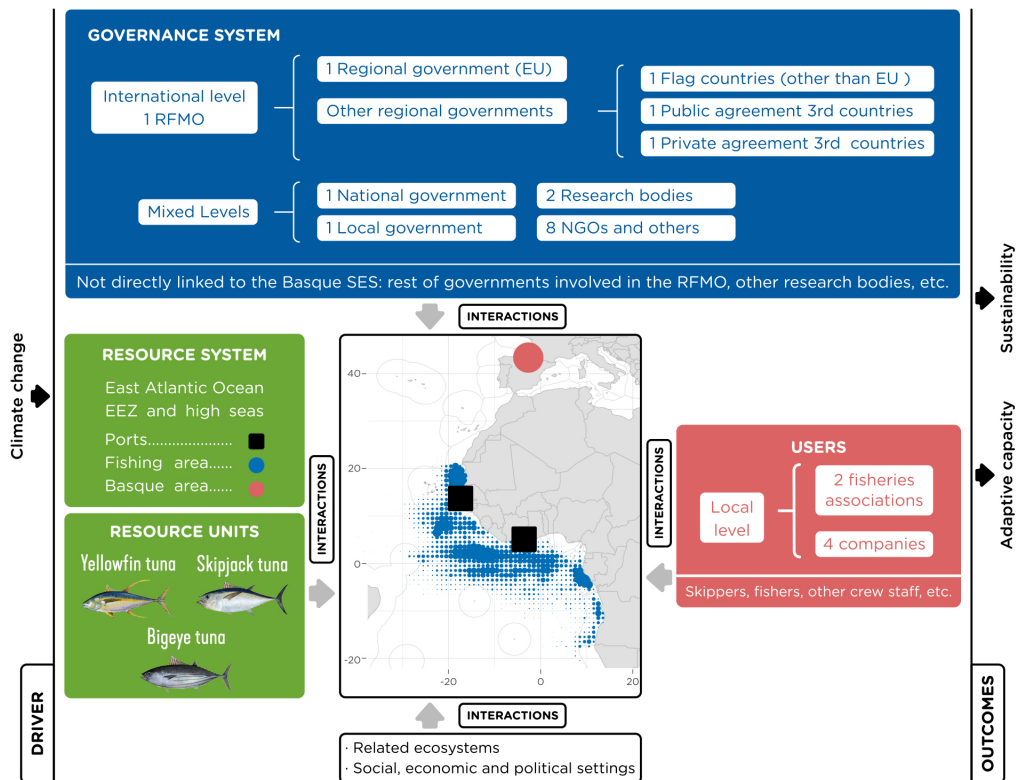 GOVERNANCE SYSTEM
International level
1 RFMO
1 Regional government (EU)
Other regional governments
1 Flag countries (other than EU )
1 Public agreement 3rd countries
1 Private agreement 3rd countries
Mixed Levels
1 National government
2 Research bodies
1 Local government
8 NGOs and others
Not directly linked to the Basque SES: rest of governments involved in the RFMO, other research bodies, etc.
INTERACTIONS
Climate change
RESOURCE SYSTEM
East Atlantic Ocean
EEZ and high seas
Ports.....................
Fishing area......
Basque area......
RESOURCE UNITS
Yellowfin tuna
Skipjack tuna
Bigeye tuna
DRIVER
INTERACTIONS
40
20
0
-20
-20
0
20
INTERACTIONS
USERS
Local
level
2 fisheries
associations
4 companies
Skippers, fishers, other crew staff, etc.
Sustainability
Adaptive capacity
OUTCOMES
INTERACTIONS
· Related ecosystems
· Social, economic and political settings